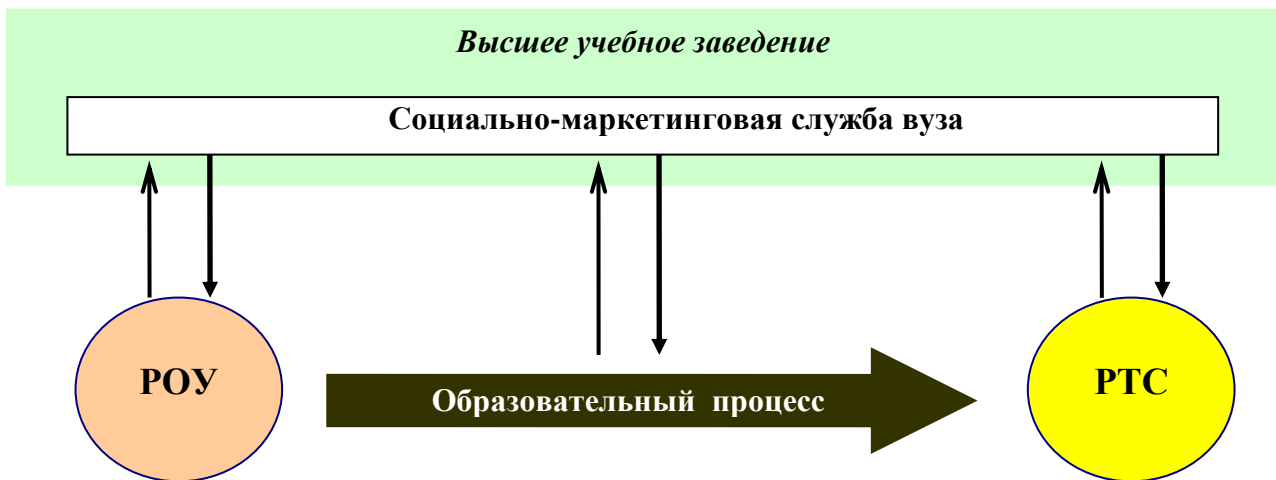 Высшее учебное заведение
Социально-маркетинговая служба вуза
РОУ
Образовательный процесс
РТС